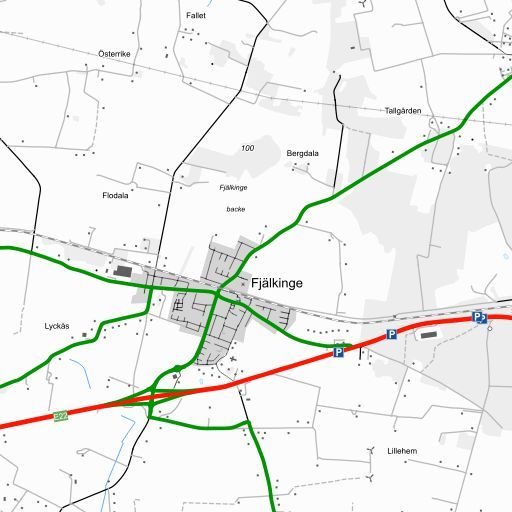 Fallet
Österrike
Tallgården
100
Bergdala
Fjälkinge
backe
Flodala
Fjälkinge
Lyckås
P
P
P
E22
Lillehem